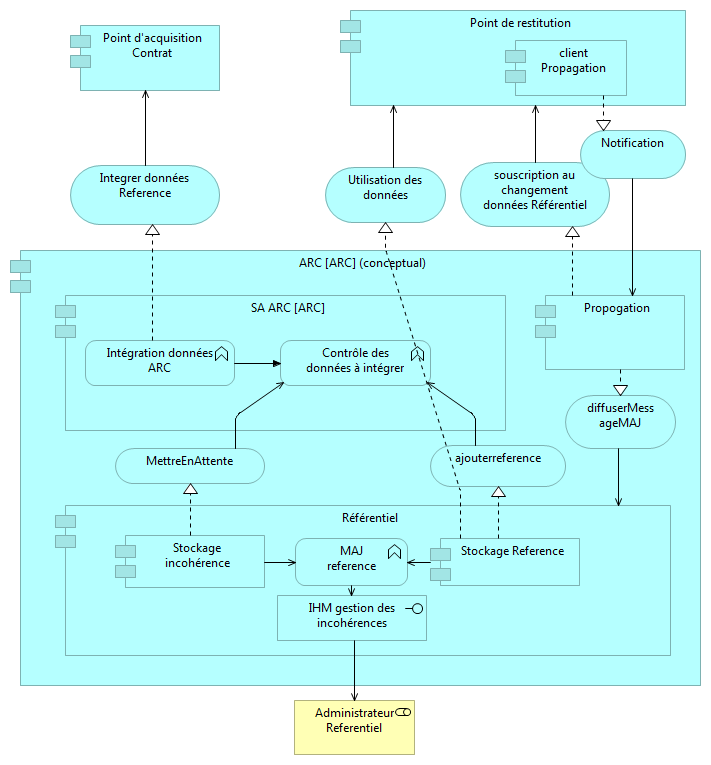 Point d'acquisition
Contrat
Point de restitution
client
Propagation
Notification
Integrer données
Reference
Utilisation des
données
souscription au
changement
données Référentiel
ARC [ARC] (conceptual)
SA ARC [ARC]
Propogation
Intégration données
ARC
Contrôle des
données à intégrer
diffuserMess
ageMAJ
MettreEnAttente
ajouterreference
Référentiel
Stockage
incohérence
MAJ
reference
Stockage Reference
IHM gestion des
incohérences
Administrateur
Referentiel